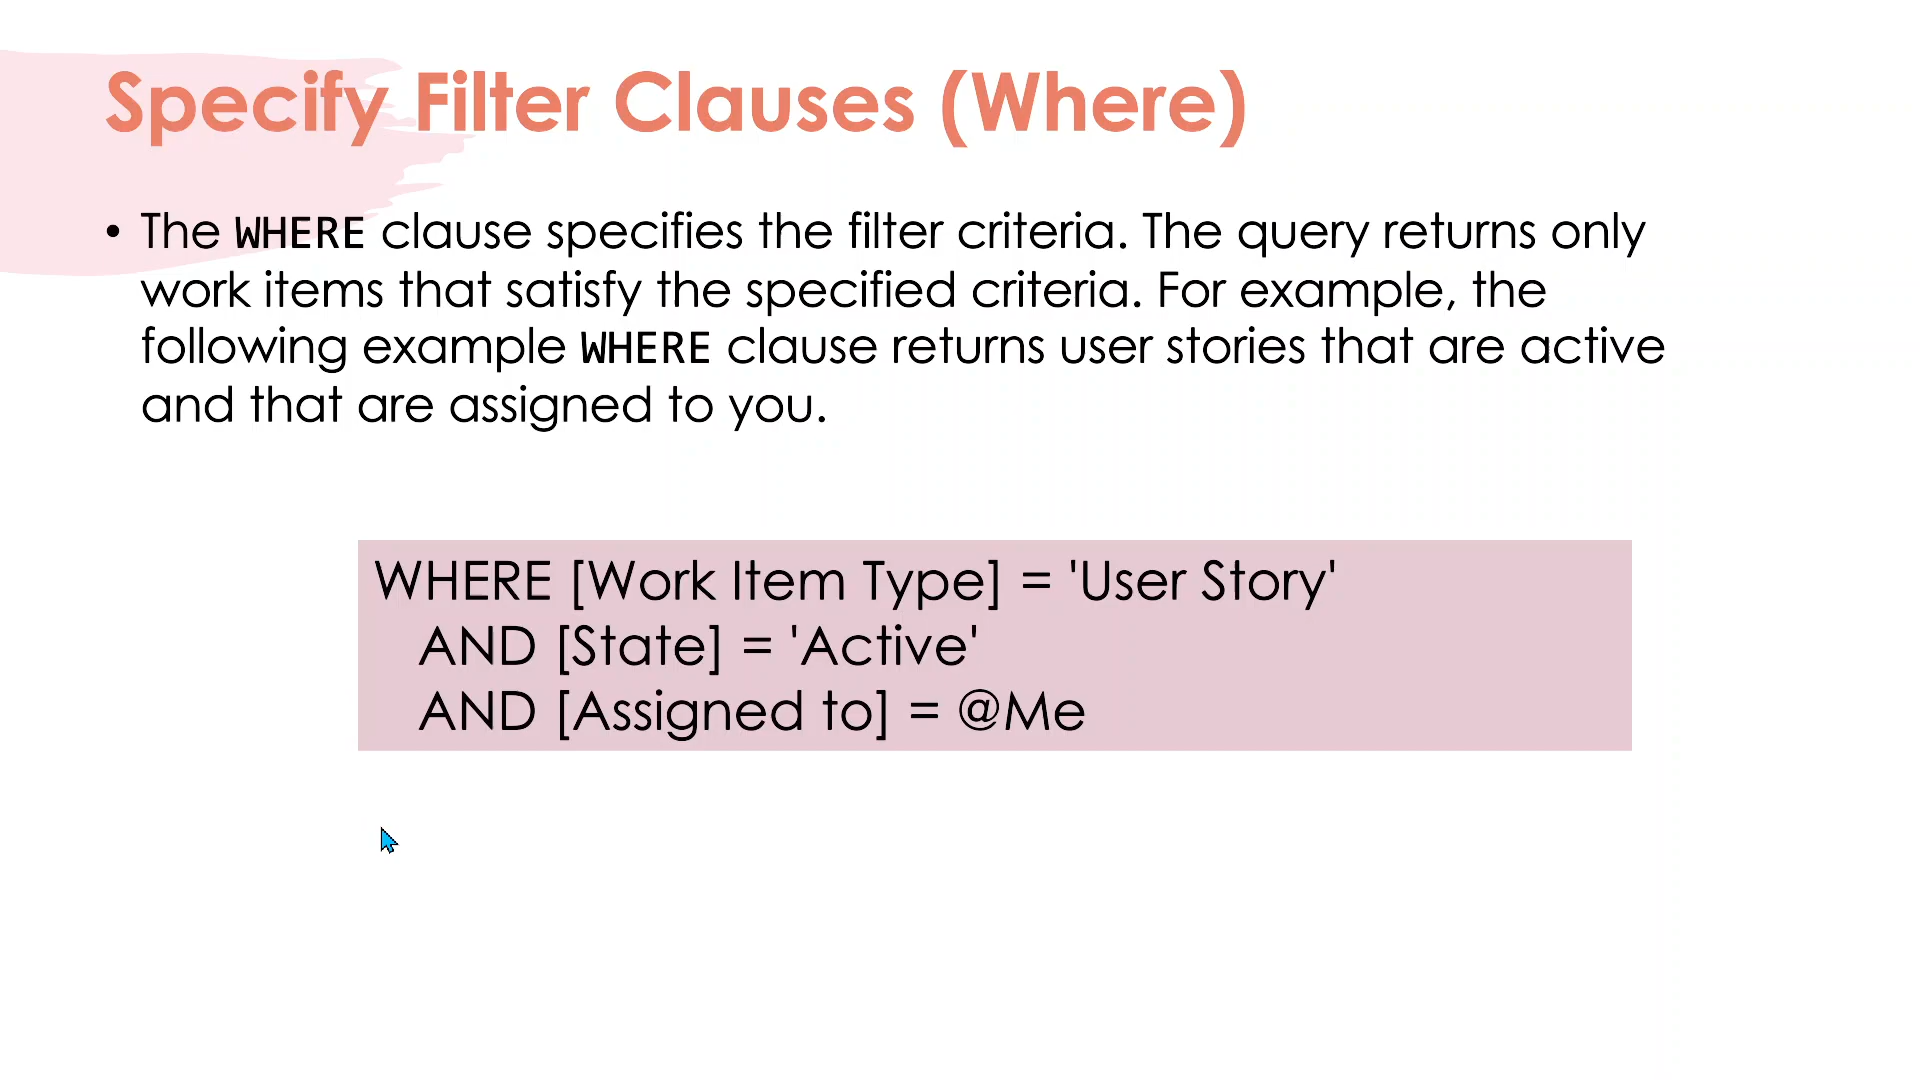 Specify Filter Clauses (Where)
• The WHERE clause specifies the filter criteria. The query returns only
work items that satisfy the specified criteria. For example, the
following example WHERE clause returns user stories that are active
and that are assigned to you.
WHERE [Work Item Type] = 'User Story'
AND [State] = 'Active'
AND [Assigned to] = @Me